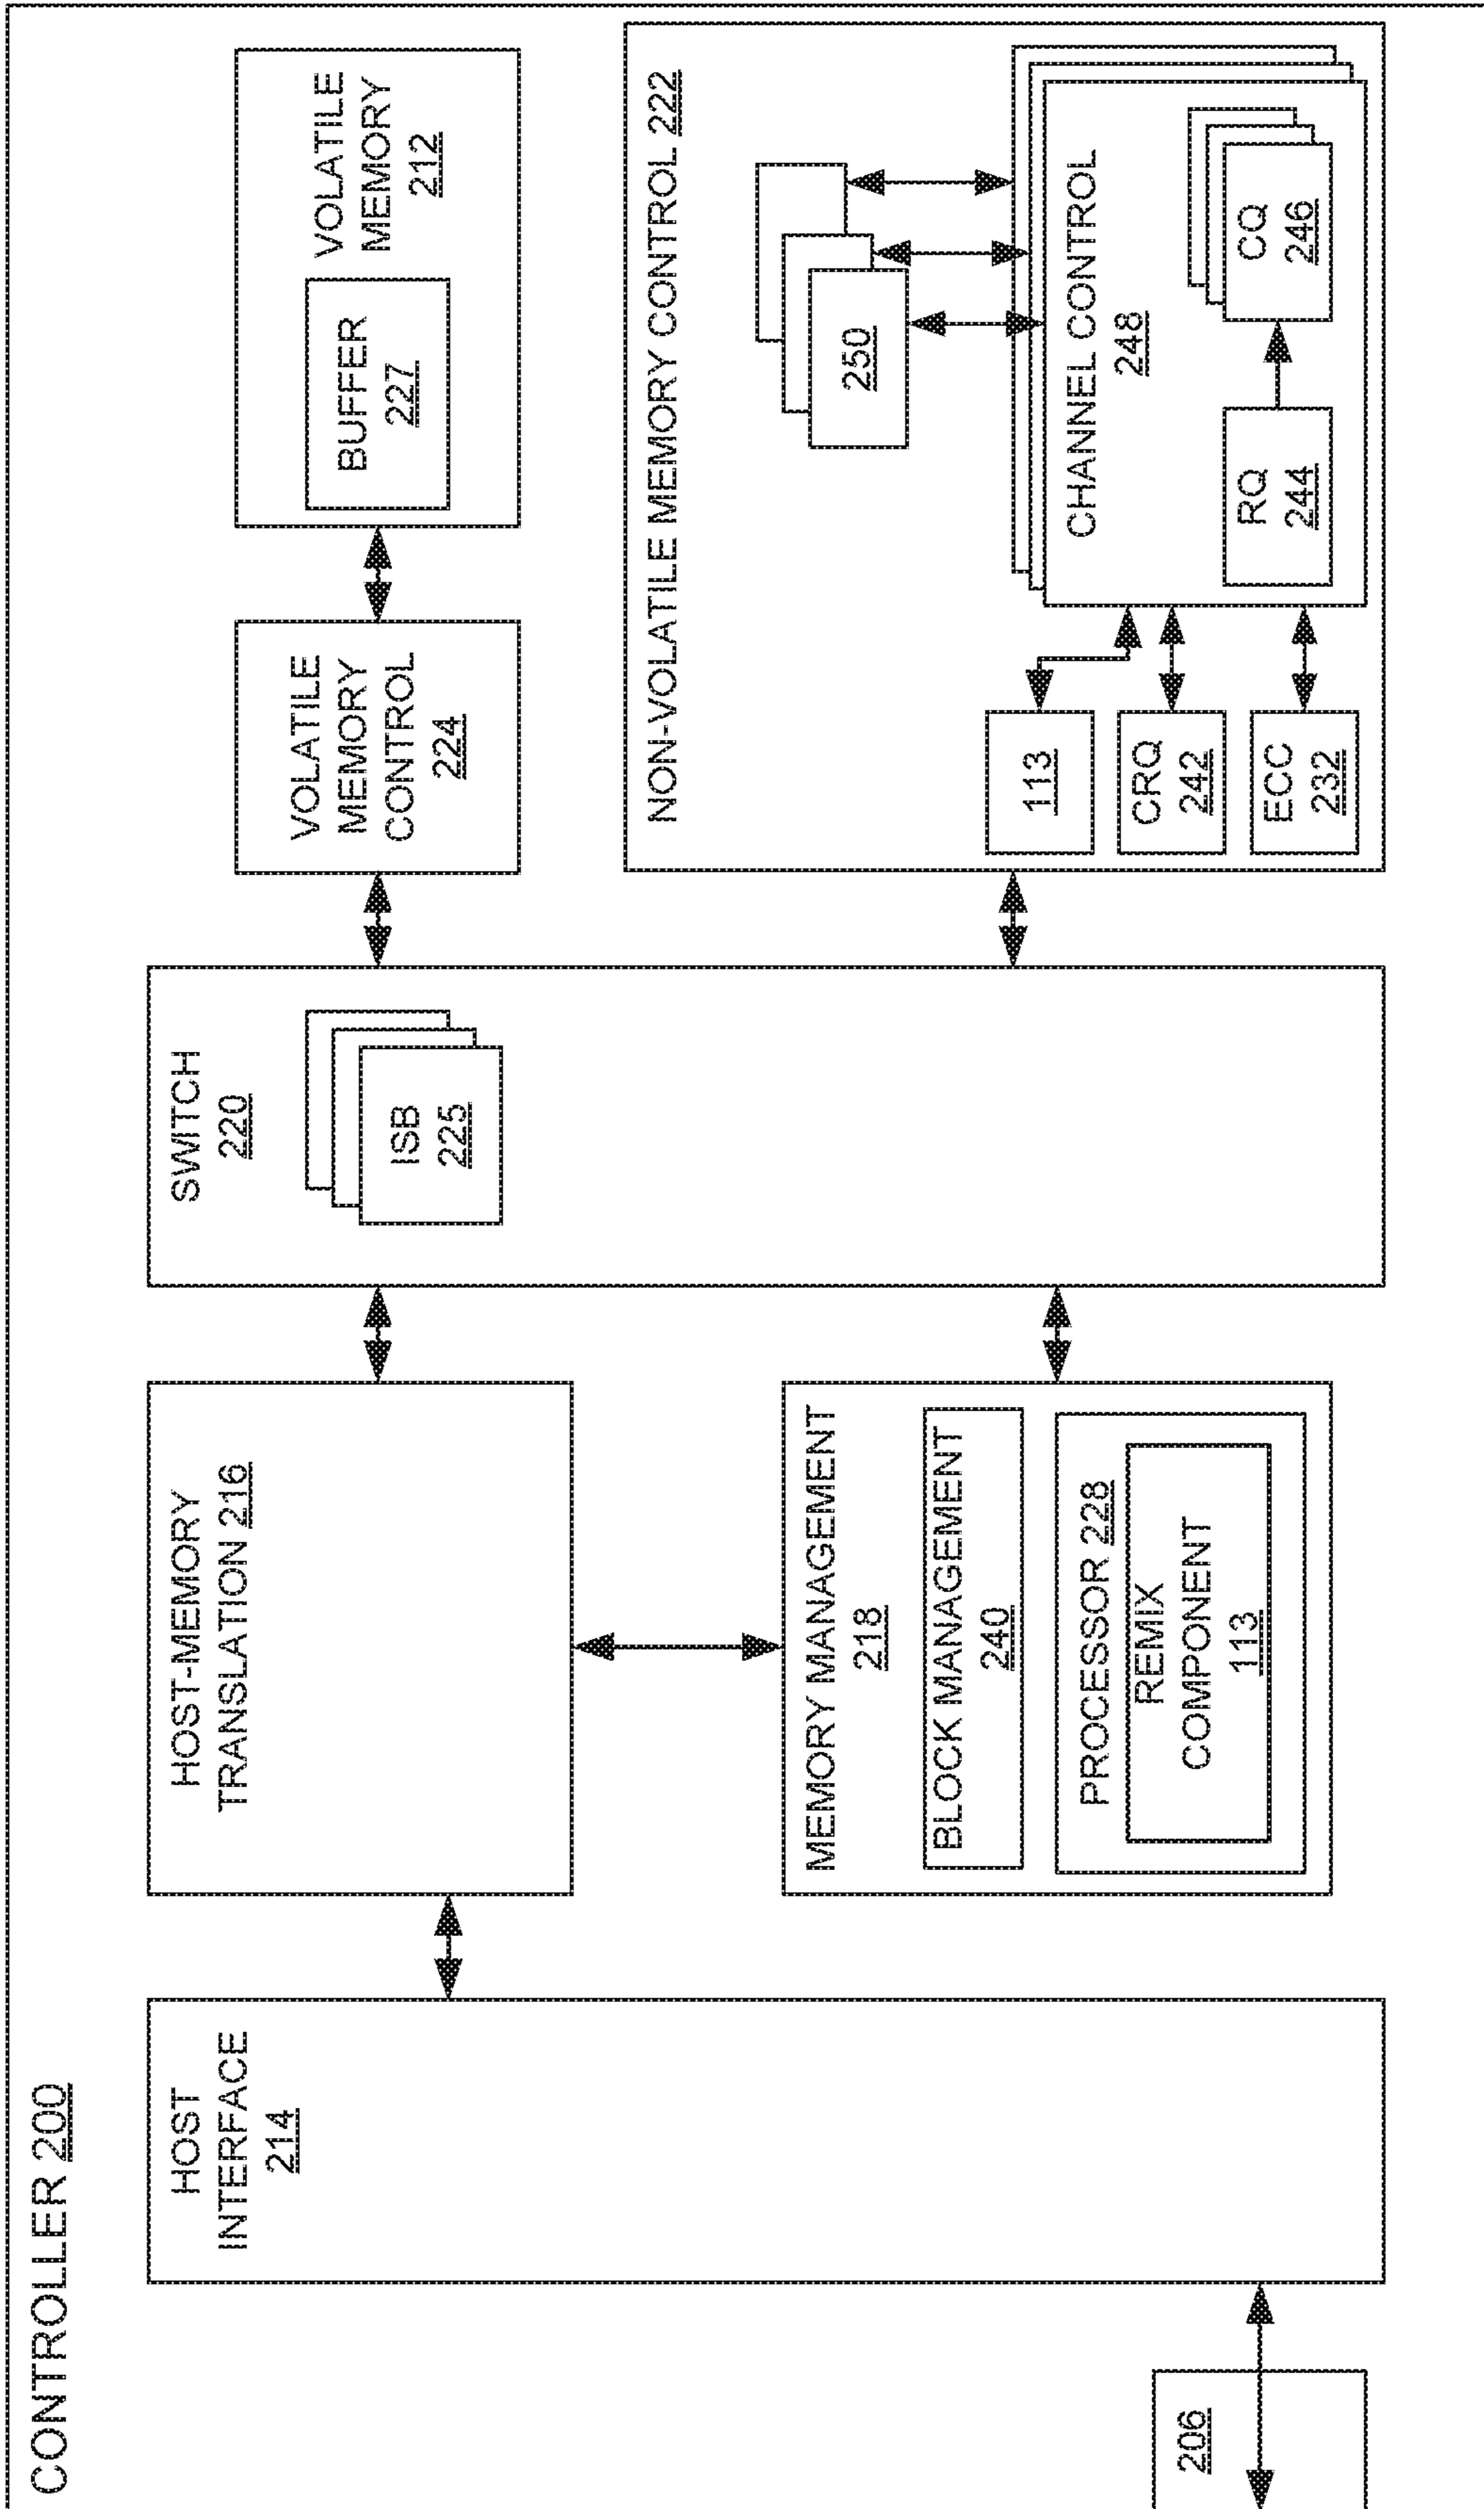 CONTROLLER 200
206
HOST
INTERFACE
214
HOST-MEMORY
TRANSLATION 216
MEMORY MANAGEMENT
218
BLOCK MANAGEMENT
240
PROCESSOR 228
REMIX
COMPONENT
113
SWITCH
220
ISB
225
VOLATILE
MEMORY
CONTROL
224
VOLATILE
MEMORY
212
BUFFER
227
NON-VOLATILE MEMORY CONTROL 222
250
113
CRQ
242
ECC
232
CHANNEL CONTROL
248
RQ
244
CQ
246